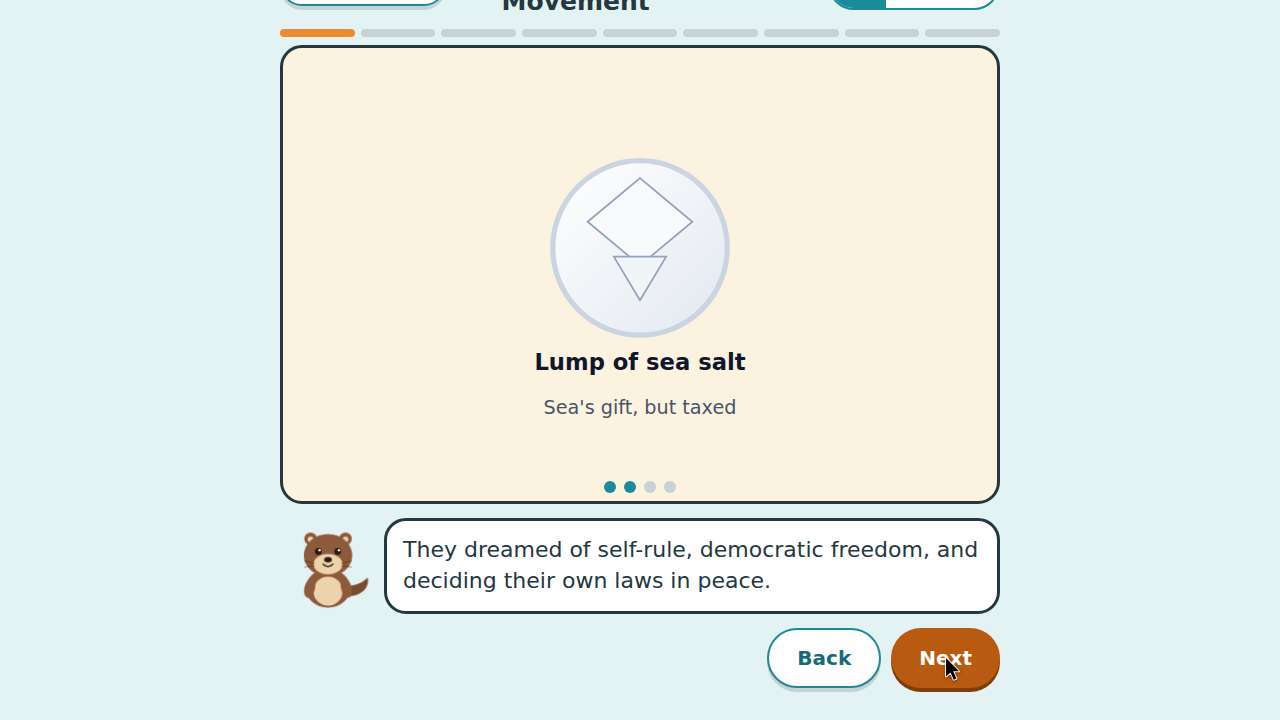 Movement
Lump of sea salt
Sea's gift, but taxed
They dreamed of self-rule, democratic freedom, and
deciding their own laws in peace.
Back
Next